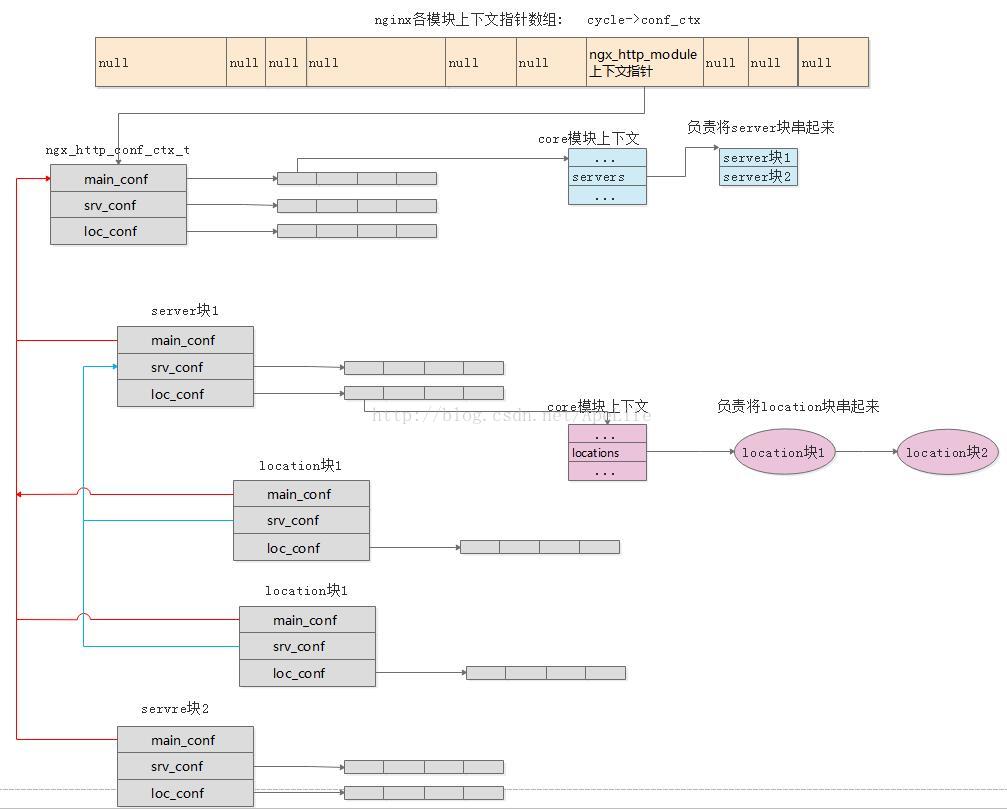 nginx各模块上下文指针数组: cycle->conf_ctx
null null null null null null ngx_http_module null null null
上下文指针
负责将server块串起来
core模块上下文
ngx_http_conf_ctx_t
...
server块1
main_conf
servers
server块2
srv_conf
...
loc_conf
server块1
main_conf
srv_conf
loc_conf
core模块上下文
负责将location块串起来
http://blog.csdn.net/ApeLife
...
locations
location块1
location块2
...
location块1
main_conf
srv_conf
loc_conf
location块1
main_conf
srv_conf
loc_conf
servre块2
main_conf
srv_conf
loc_conf